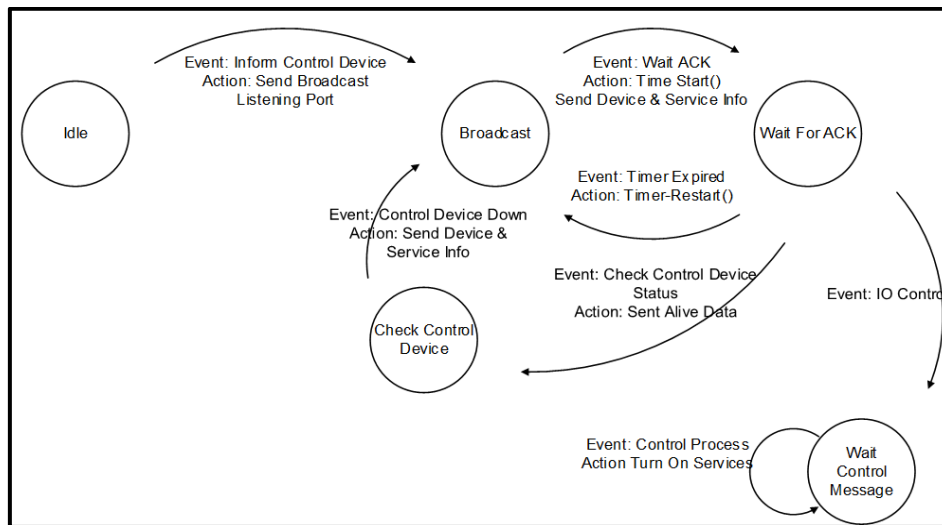 Event: Inform Control Device
Action: Send Broadcast
Listening Port
Event: Wait ACK
Action: Time Start()
Send Device & Service Info
Idle
Broadcast
Wait For ACK
Event: Timer Expired
Action: Timer-Restart()
Event: Control Device Down
Action: Send Device &
Service Info
Event: Check Control Device
Status
Action: Sent Alive Data
Event: IO Control
Check Control
Device
Event: Control Process
Action Turn On Services
Wait
Control
Message